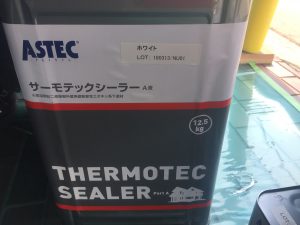 ASTEC
PAINTS
ホワイト
サーモテックシーラー A液
12.5
kg
THERMOTEC
SEALER Part A
LOT